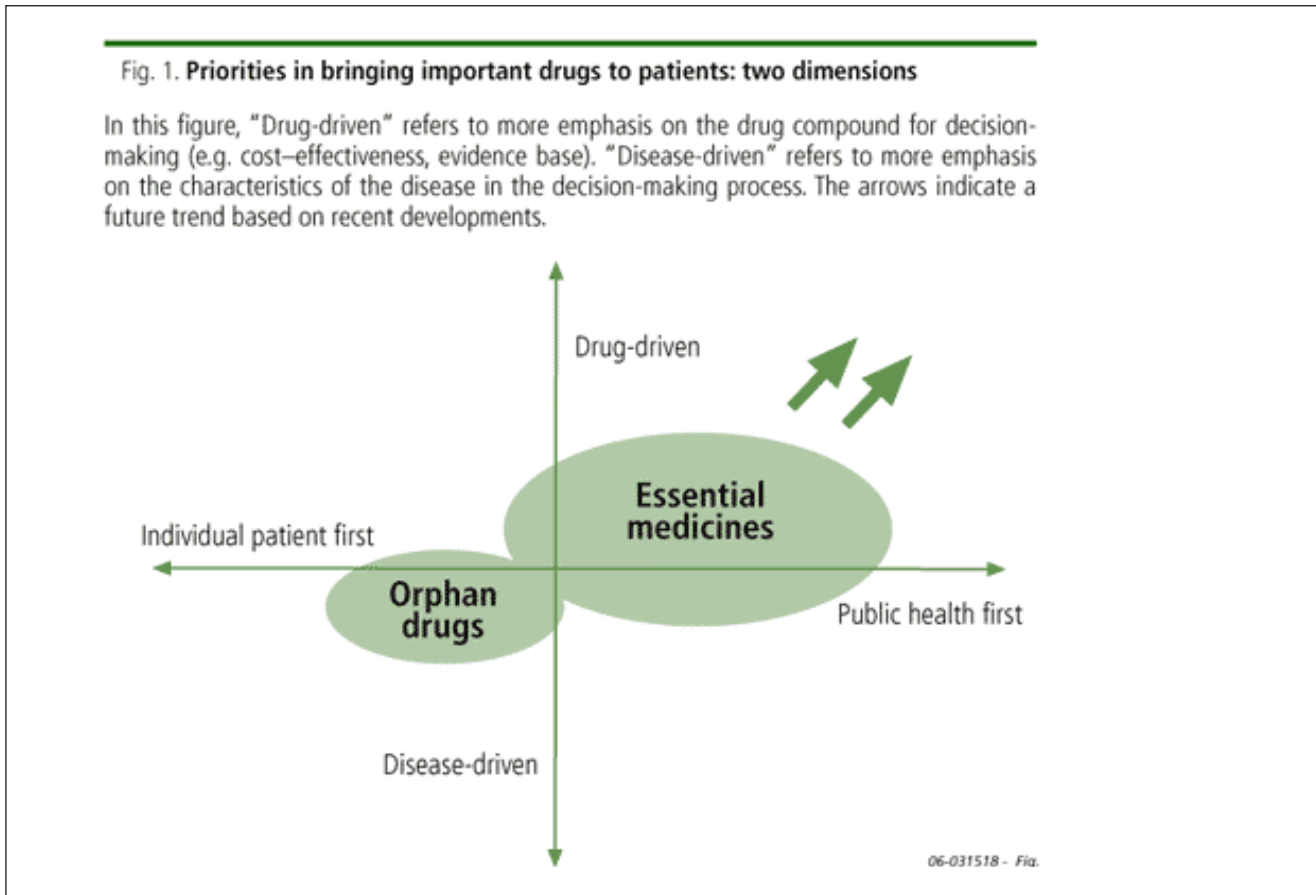 Fig. 1. Priorities in bringing important drugs to patients: two dimensions
In this figure, “Drug-driven” refers to more emphasis on the drug compound for decision-
making (e.g. cost–effectiveness, evidence base). “Disease-driven” refers to more emphasis
on the characteristics of the disease in the decision-making process. The arrows indicate a
future trend based on recent developments.
Drug-driven
Essential
medicines
Individual patient first
Orphan
drugs
Public health first
Disease-driven
06-031518 - Fig.